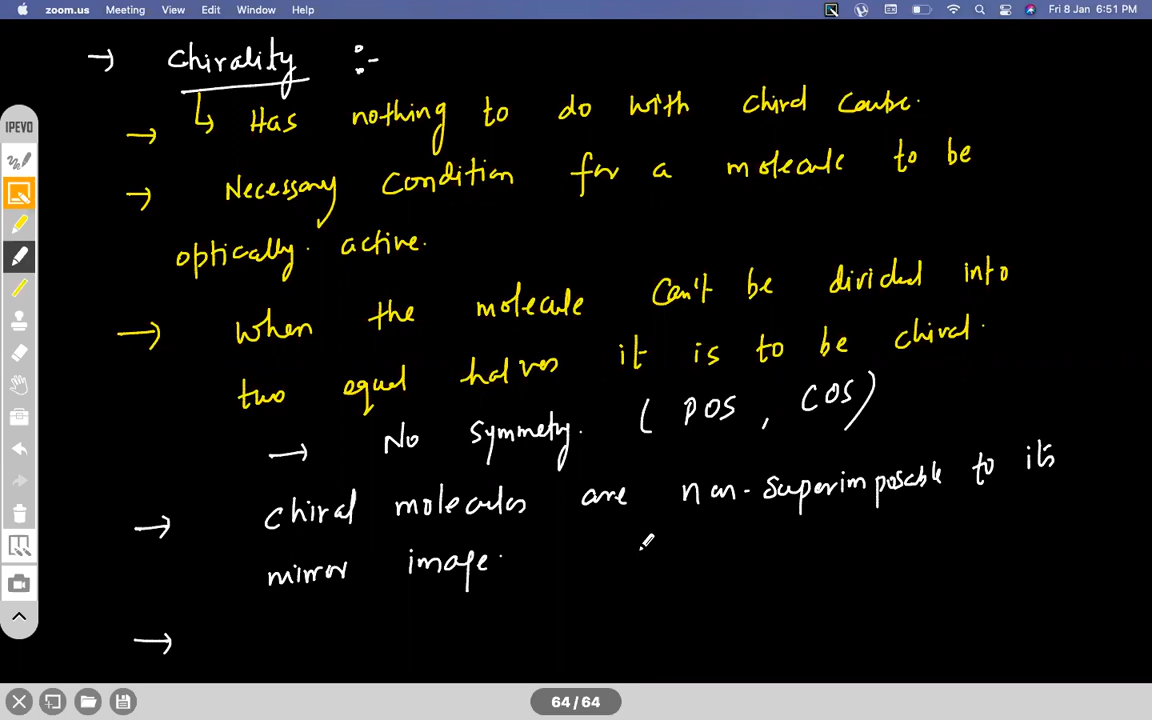 zoom.us Meeting View Edit Window Help Fri 8 Jan 6:51 PM
→ Chirality :-
IPEVO
→ Has nothing to do with chiral
→ Necessary condition for a molecule to be
optically active.
→ When the molecule can't be divided into
two equal halves it is to be chiral.
→ No symmetry. ( POS , COS )
→ chiral molecules are non-superimposable to its
mirror image.
→
64 / 64